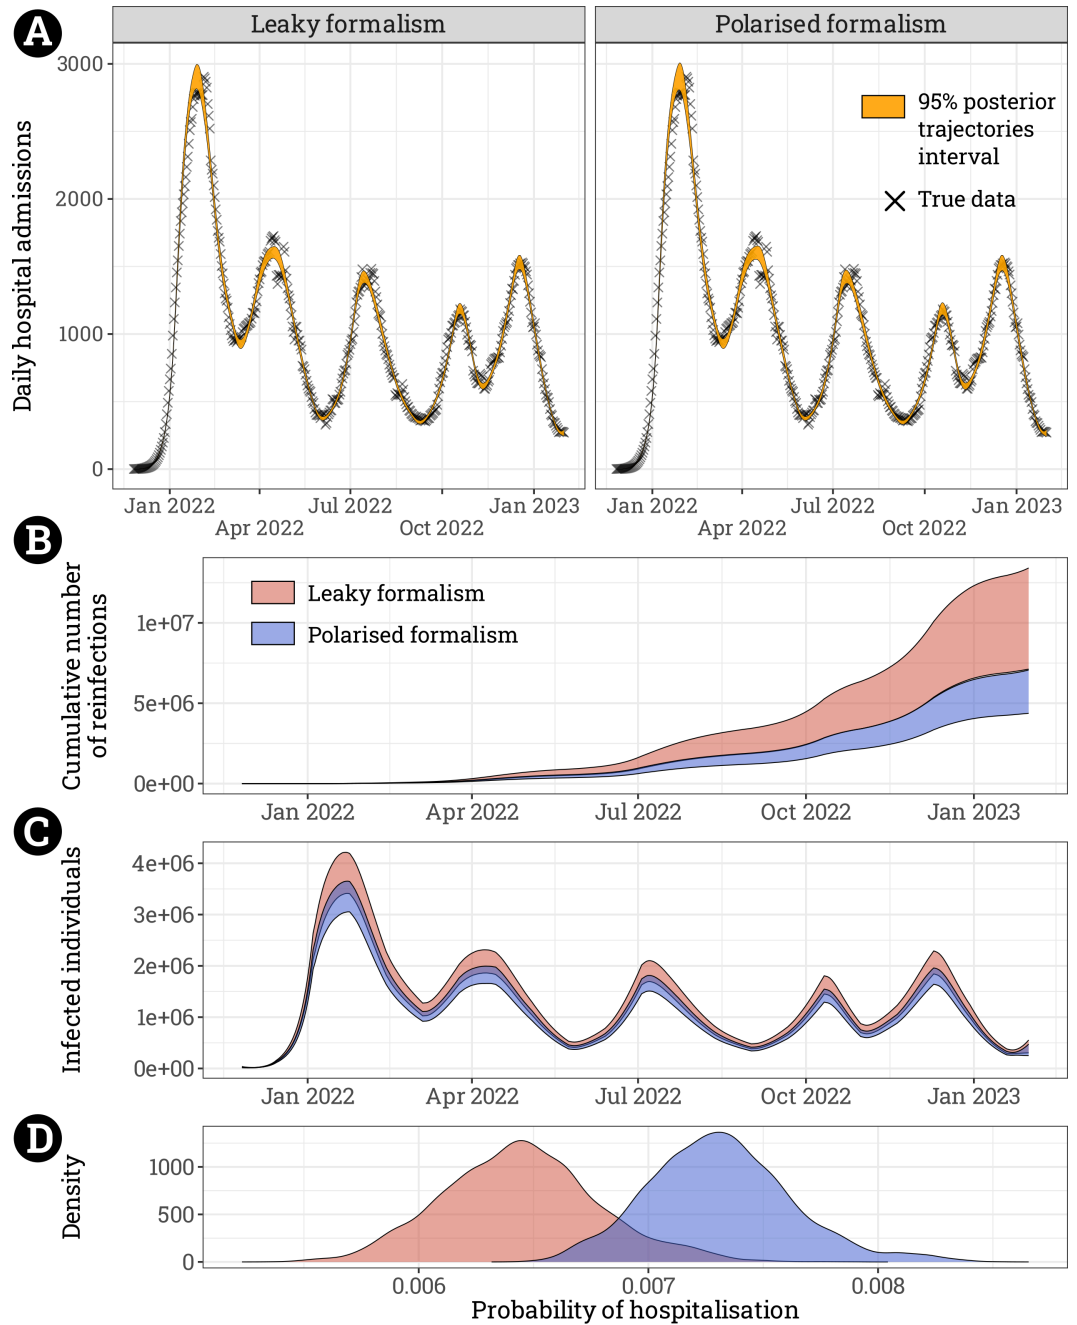 A
Leaky formalism
Polarised formalism
Daily hospital admissions
3000
2000
1000
0
95% posterior
trajectories
interval
True data
Jan 2022
Apr 2022
Jul 2022
Oct 2022
Jan 2023
Jan 2022
Apr 2022
Jul 2022
Oct 2022
Jan 2023
B
Cumulative number
of reinfections
1e+07
5e+06
0e+00
Leaky formalism
Polarised formalism
Jan 2022
Apr 2022
Jul 2022
Oct 2022
Jan 2023
C
Infected individuals
4e+06
3e+06
2e+06
1e+06
0e+00
Jan 2022
Apr 2022
Jul 2022
Oct 2022
Jan 2023
D
Density
1000
500
0
0.006
0.007
0.008
Probability of hospitalisation